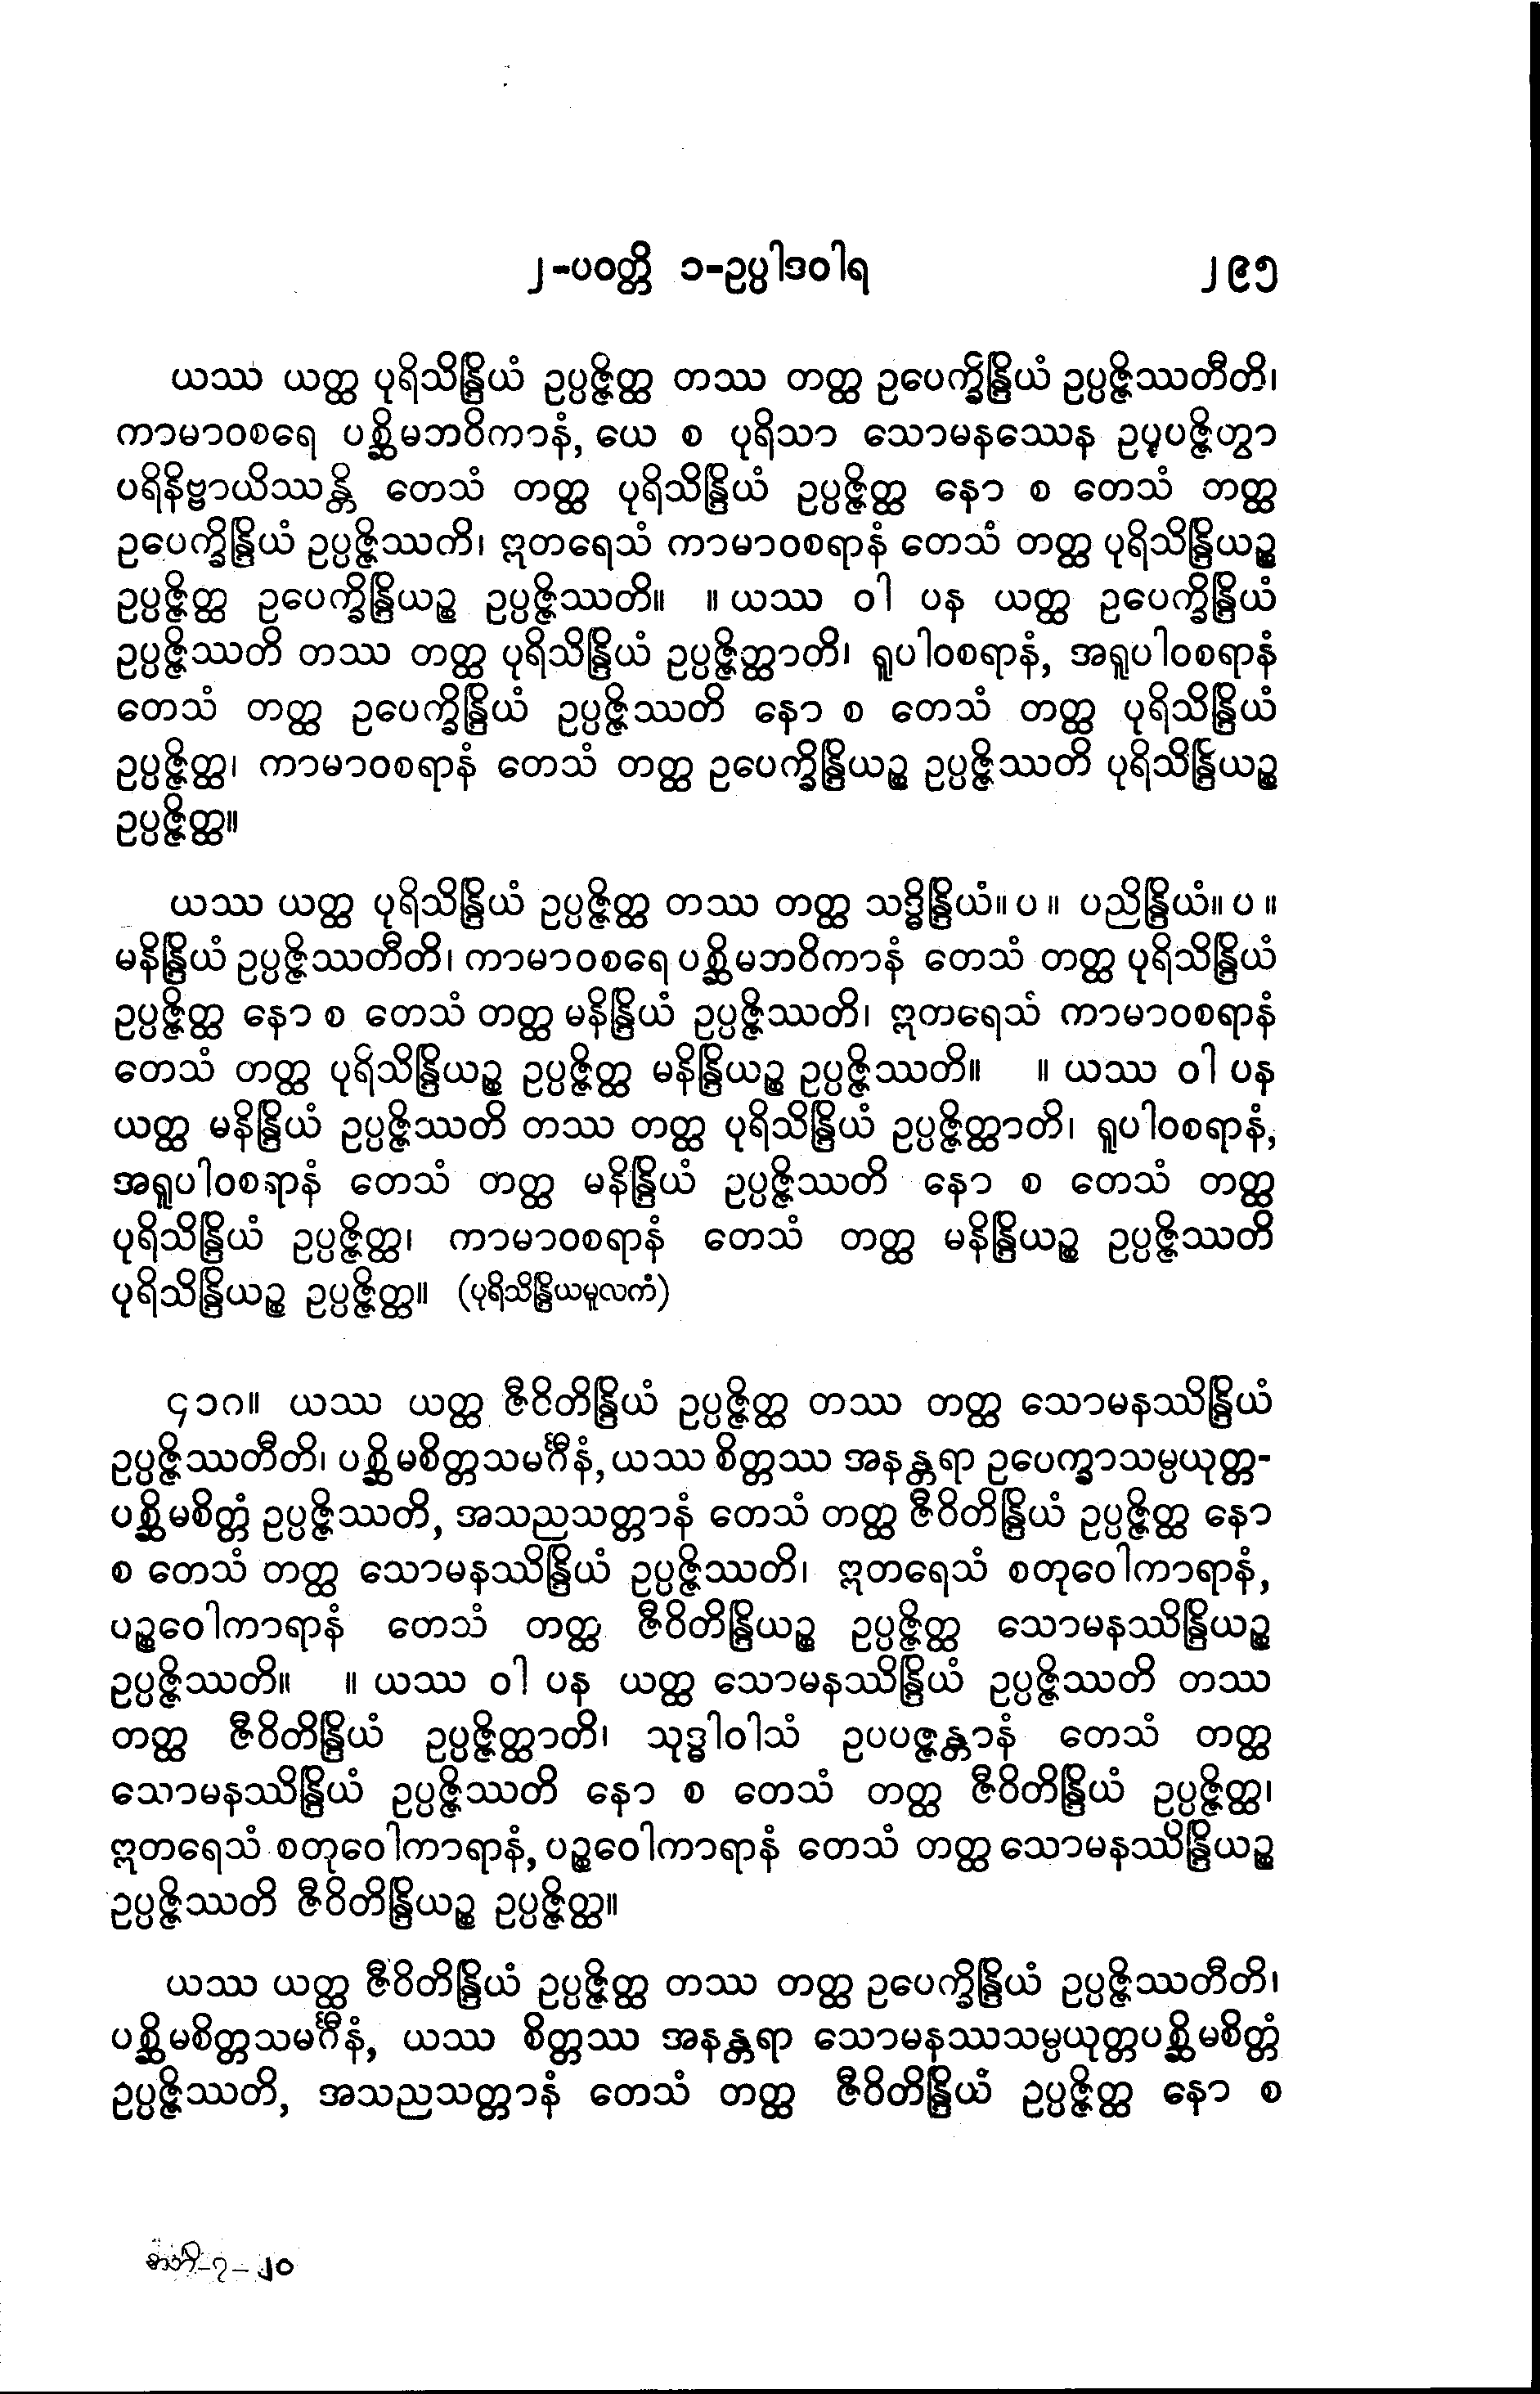 ၂-ပဝတ္တိ ၁-ဥပ္ပါဒဝါရ ၂၉၅
ယဿ ယတ္ထ ပုရိသိန္ဒြိယံ ဥပ္ပဇ္ဇိတ္ထ တဿ တတ္ထ ဥပေက္ခိန္ဒြိယံ ဥပ္ပဇ္ဇိဿတီတိ၊
ကာမာဝစရေ ပစ္ဆိမဘဝိကာနံ, ယေ စ ပုရိသာ သောမနဿေန ဥပ္ပပဇ္ဇိတွာ
ပရိနိဗ္ဗာယိဿန္တိ တေသံ တတ္ထ ပုရိသိန္ဒြိယံ ဥပ္ပဇ္ဇိတ္ထ နော စ တေသံ တတ္ထ
ဥပေက္ခိန္ဒြိယံ ဥပ္ပဇ္ဇိဿတိ၊ ဣတရေသံ ကာမာဝစရာနံ တေသံ တတ္ထ ပုရိသိန္ဒြိယဉ္စ
ဥပ္ပဇ္ဇိတ္ထ ဥပေက္ခိန္ဒြိယဉ္စ ဥပ္ပဇ္ဇိဿတိ။ ။ ယဿ ဝါ ပန ယတ္ထ ဥပေက္ခိန္ဒြိယံ
ဥပ္ပဇ္ဇိဿတိ တဿ တတ္ထ ပုရိသိန္ဒြိယံ ဥပ္ပဇ္ဇိတ္ထာတိ၊ ရူပါဝစရာနံ, အရူပါဝစရာနံ
တေသံ တတ္ထ ဥပေက္ခိန္ဒြိယံ ဥပ္ပဇ္ဇိဿတိ နော စ တေသံ တတ္ထ ပုရိသိန္ဒြိယံ
ဥပ္ပဇ္ဇိတ္ထ၊ ကာမာဝစရာနံ တေသံ တတ္ထ ဥပေက္ခိန္ဒြိယဉ္စ ဥပ္ပဇ္ဇိဿတိ ပုရိသိန္ဒြိယဉ္စ
ဥပ္ပဇ္ဇိတ္ထ။
ယဿ ယတ္ထ ပုရိသိန္ဒြိယံ ဥပ္ပဇ္ဇိတ္ထ တဿ တတ္ထ သဒ္ဓိန္ဒြိယံ။ ပ ။ ပညိန္ဒြိယံ။ ပ ။
မနိန္ဒြိယံ ဥပ္ပဇ္ဇိဿတီတိ၊ ကာမာဝစရေ ပစ္ဆိမဘဝိကာနံ တေသံ တတ္ထ ပုရိသိန္ဒြိယံ
ဥပ္ပဇ္ဇိတ္ထ နော စ တေသံ တတ္ထ မနိန္ဒြိယံ ဥပ္ပဇ္ဇိဿတိ၊ ဣတရေသံ ကာမာဝစရာနံ
တေသံ တတ္ထ ပုရိသိန္ဒြိယဉ္စ ဥပ္ပဇ္ဇိတ္ထ မနိန္ဒြိယဉ္စ ဥပ္ပဇ္ဇိဿတိ။ ။ ယဿ ဝါ ပန
ယတ္ထ မနိန္ဒြိယံ ဥပ္ပဇ္ဇိဿတိ တဿ တတ္ထ ပုရိသိန္ဒြိယံ ဥပ္ပဇ္ဇိတ္ထာတိ၊ ရူပါဝစရာနံ,
အရူပါဝစရာနံ တေသံ တတ္ထ မနိန္ဒြိယံ ဥပ္ပဇ္ဇိဿတိ နော စ တေသံ တတ္ထ
ပုရိသိန္ဒြိယံ ဥပ္ပဇ္ဇိတ္ထ၊ ကာမာဝစရာနံ တေသံ တတ္ထ မနိန္ဒြိယဉ္စ ဥပ္ပဇ္ဇိဿတိ
ပုရိသိန္ဒြိယဉ္စ ဥပ္ပဇ္ဇိတ္ထ။ (ပုရိသိန္ဒြိယမူလကံ)
၄၁ဂ။ ယဿ ယတ္ထ ဇီဝိတိန္ဒြိယံ ဥပ္ပဇ္ဇိတ္ထ တဿ တတ္ထ သောမနဿိန္ဒြိယံ
ဥပ္ပဇ္ဇိဿတီတိ၊ ပစ္ဆိမစိတ္တသမင်္ဂီနံ, ယဿ စိတ္တဿ အနန္တရာ ဥပေက္ခာသမ္ပယုတ္တ-
ပစ္ဆိမစိတ္တံ ဥပ္ပဇ္ဇိဿတိ, အသညသတ္တာနံ တေသံ တတ္ထ ဇီဝိတိန္ဒြိယံ ဥပ္ပဇ္ဇိတ္ထ နော
စ တေသံ တတ္ထ သောမနဿိန္ဒြိယံ ဥပ္ပဇ္ဇိဿတိ၊ ဣတရေသံ စတုဝေါကာရာနံ,
ပဉ္စဝေါကာရာနံ တေသံ တတ္ထ ဇီဝိတိန္ဒြိယဉ္စ ဥပ္ပဇ္ဇိတ္ထ သောမနဿိန္ဒြိယဉ္စ
ဥပ္ပဇ္ဇိဿတိ။ ။ ယဿ ဝါ ပန ယတ္ထ သောမနဿိန္ဒြိယံ ဥပ္ပဇ္ဇိဿတိ တဿ
တတ္ထ ဇီဝိတိန္ဒြိယံ ဥပ္ပဇ္ဇိတ္ထာတိ၊ သုဒ္ဓါဝါသံ ဥပပဇ္ဇန္တာနံ တေသံ တတ္ထ
သောမနဿိန္ဒြိယံ ဥပ္ပဇ္ဇိဿတိ နော စ တေသံ တတ္ထ ဇီဝိတိန္ဒြိယံ ဥပ္ပဇ္ဇိတ္ထ၊
ဣတရေသံ စတုဝေါကာရာနံ, ပဉ္စဝေါကာရာနံ တေသံ တတ္ထ သောမနဿိန္ဒြိယဉ္စ
ဥပ္ပဇ္ဇိဿတိ ဇီဝိတိန္ဒြိယဉ္စ ဥပ္ပဇ္ဇိတ္ထ။
ယဿ ယတ္ထ ဇီဝိတိန္ဒြိယံ ဥပ္ပဇ္ဇိတ္ထ တဿ တတ္ထ ဥပေက္ခိန္ဒြိယံ ဥပ္ပဇ္ဇိဿတီတိ၊
ပစ္ဆိမစိတ္တသမင်္ဂီနံ, ယဿ စိတ္တဿ အနန္တရာ သောမနဿသမ္ပယုတ္တပစ္ဆိမစိတ္တံ
ဥပ္ပဇ္ဇိဿတိ, အသညသတ္တာနံ တေသံ တတ္ထ ဇီဝိတိန္ဒြိယံ ဥပ္ပဇ္ဇိတ္ထ နော စ
၇-၂၀